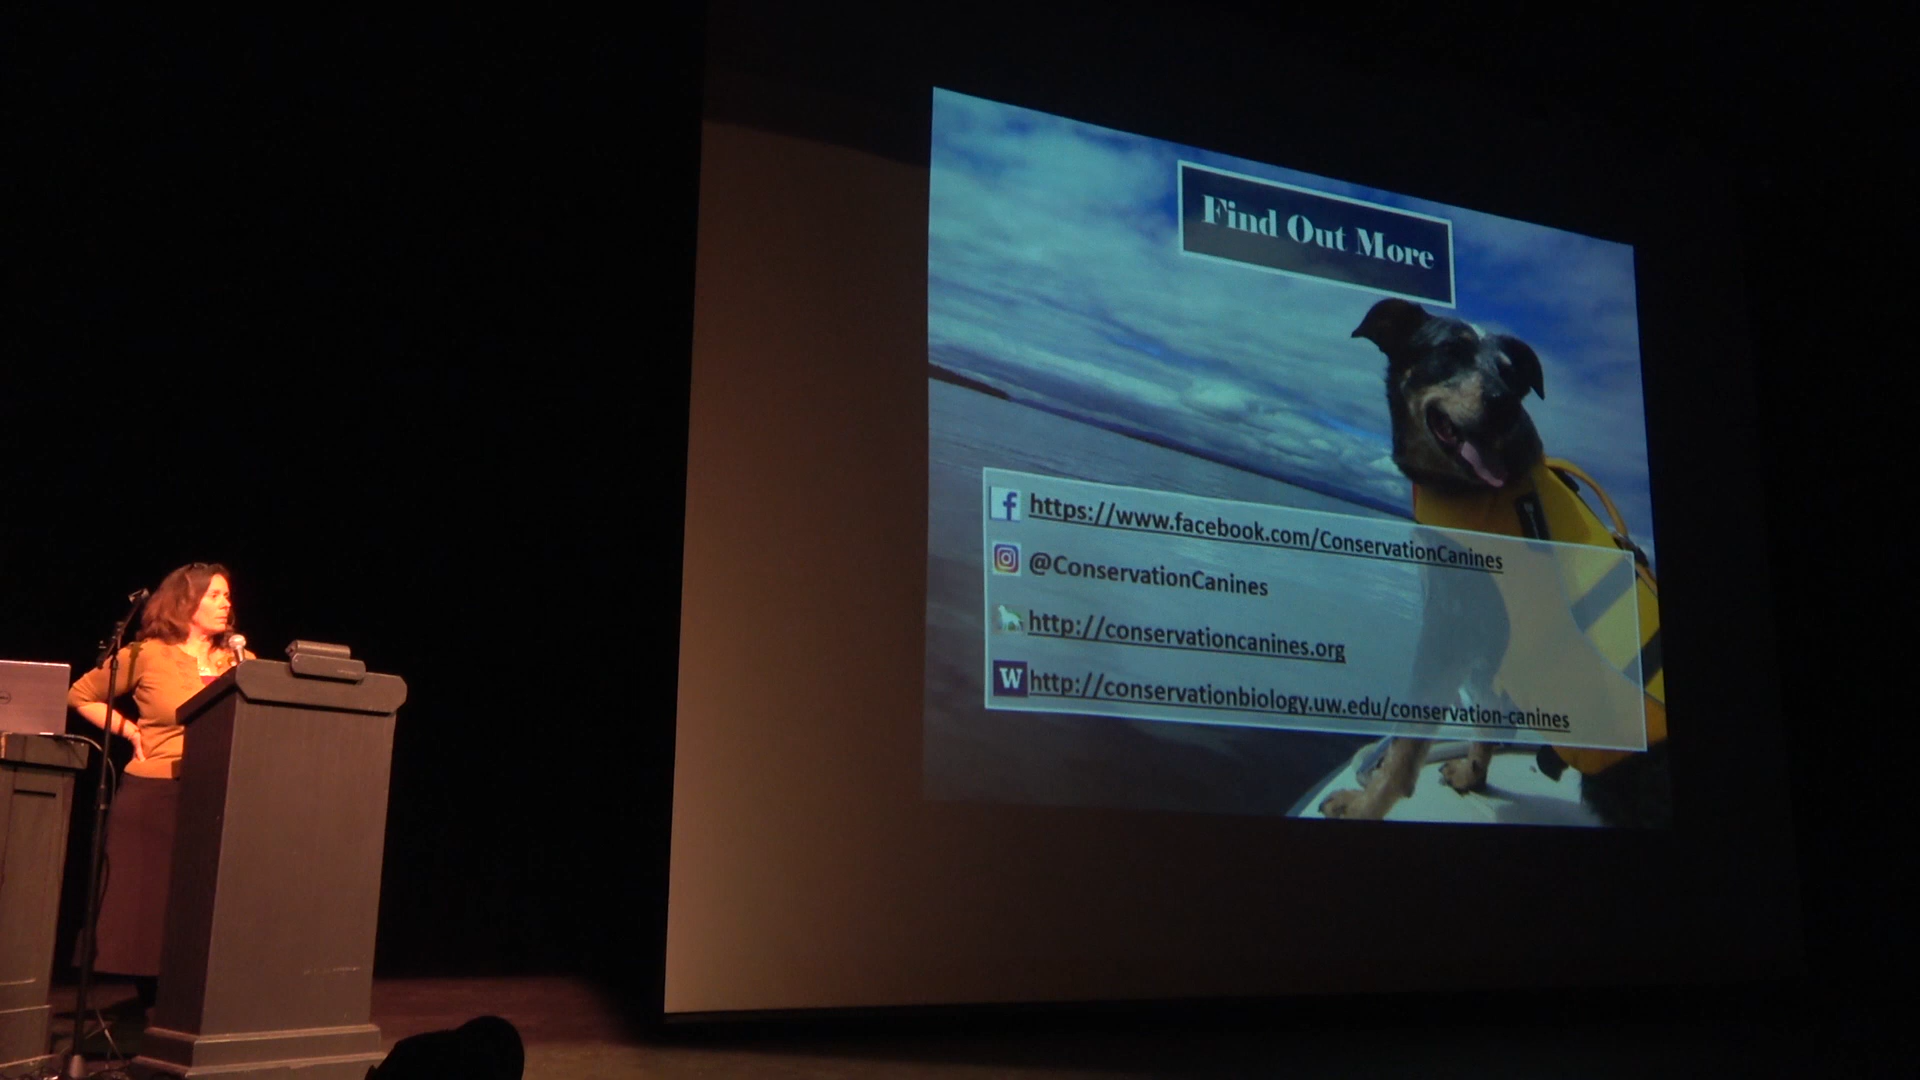 Find Out More
https://www.facebook.com/ConservationCanines
@ConservationCanines
http://conservationcanines.org
W http://conservationbiology.uw.edu/conservation-canines